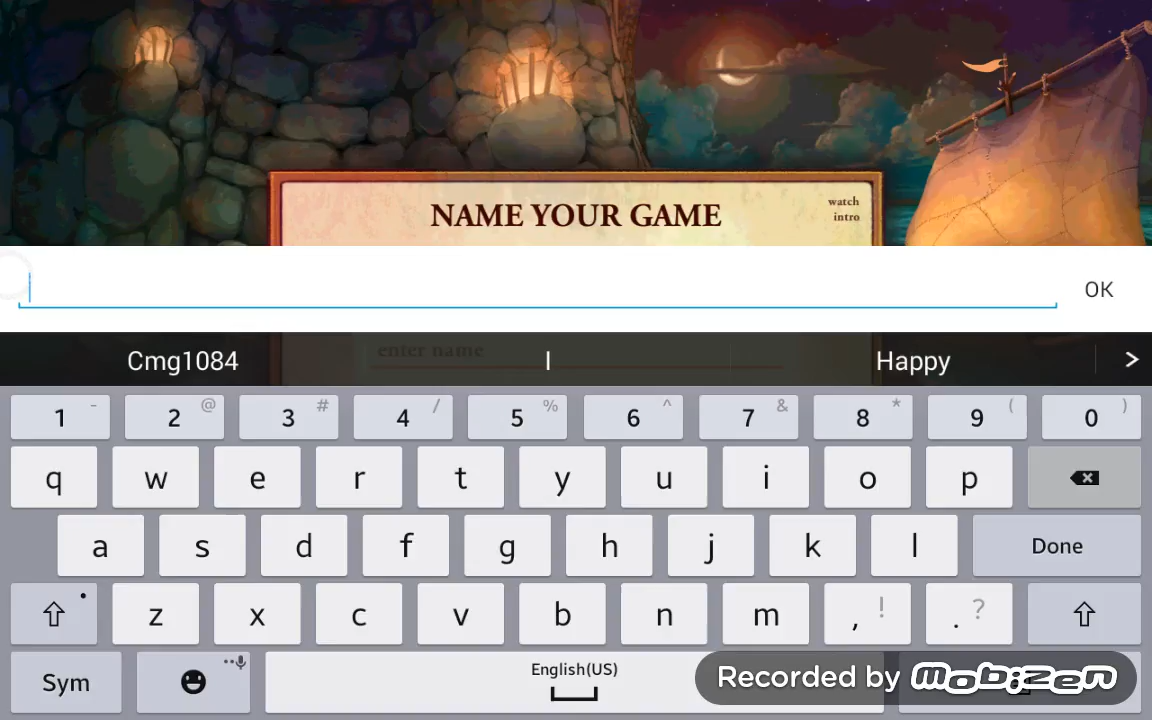 NAME YOUR GAME
watch
intro
OK
enter name
Cmg1084 I Happy >
1 - 2 @ 3 # 4 / 5 % 6 ^ 7 & 8 * 9 ( 0 )
q w e r t y u i o p
a s d f g h j k l Done
z x c v b n m , ! . ?
Sym English(US)
Recorded by mobizen